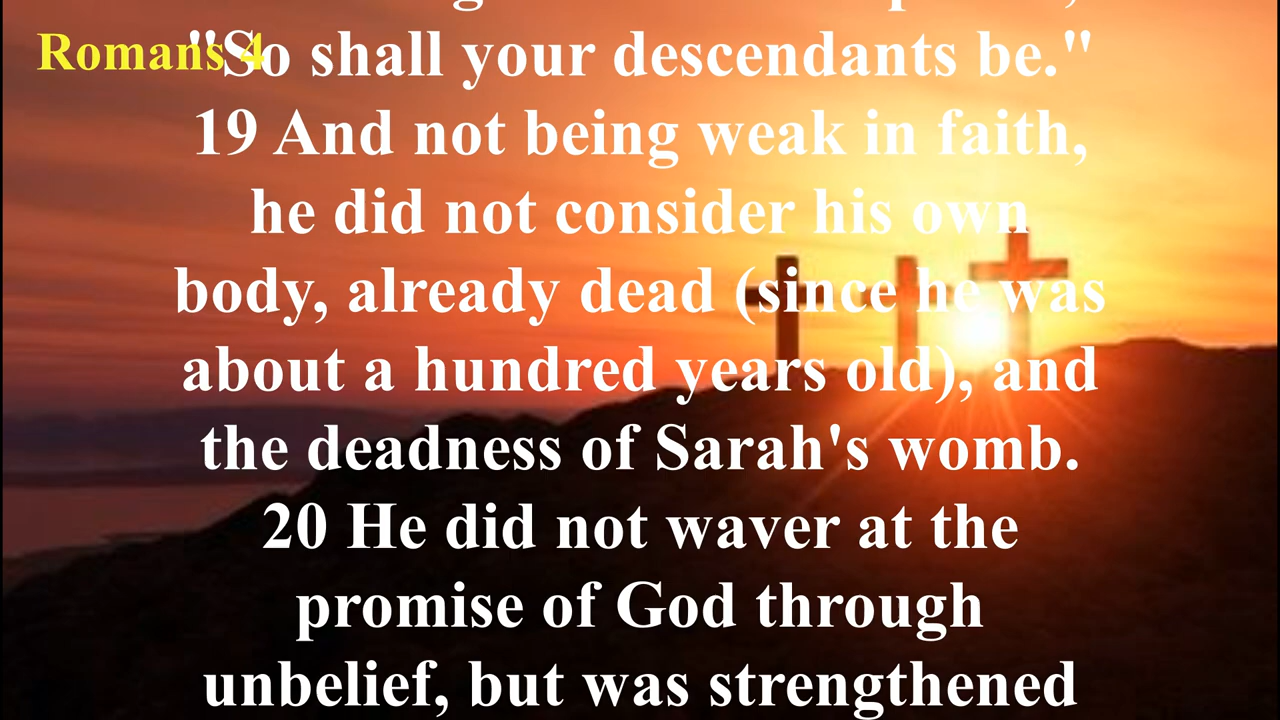 Romans 4
"So shall your descendants be."
19 And not being weak in faith,
he did not consider his own
body, already dead (since he was
about a hundred years old), and
the deadness of Sarah's womb.
20 He did not waver at the
promise of God through
unbelief, but was strengthened